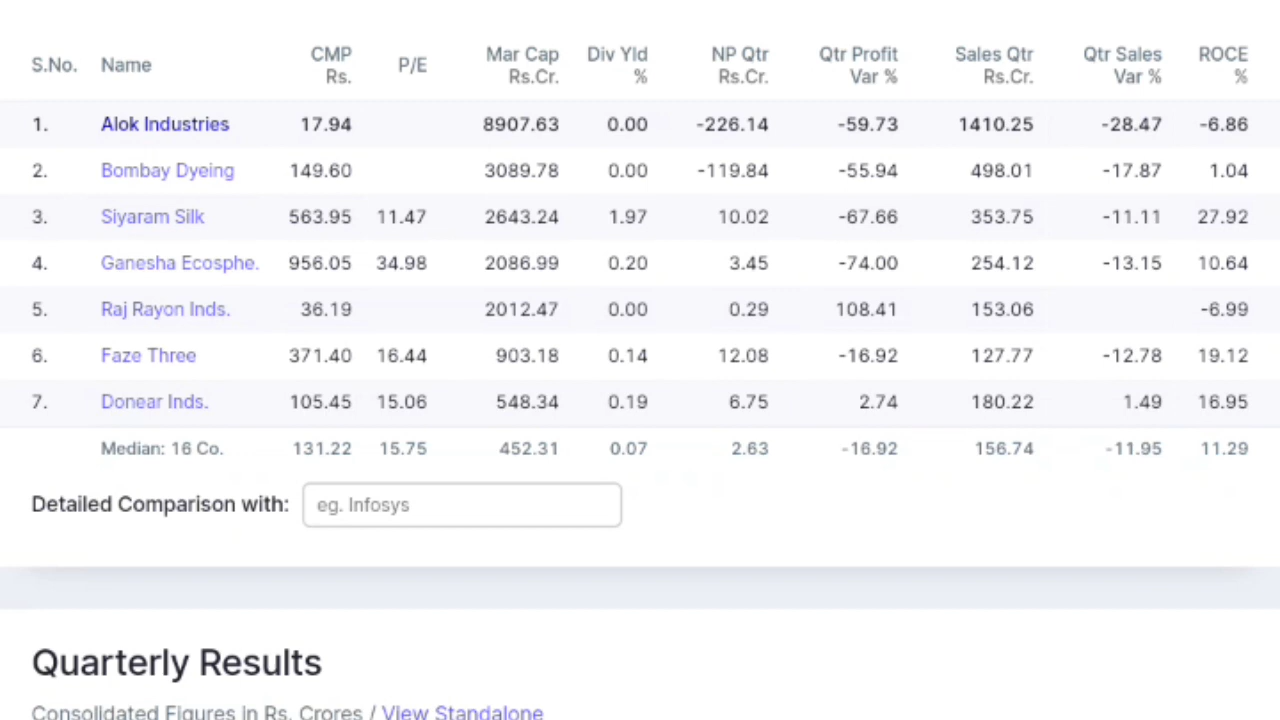 S.No. Name CMP Rs. P/E Mar Cap Rs.Cr. Div Yld % NP Qtr Rs.Cr. Qtr Profit Var % Sales Qtr Rs.Cr. Qtr Sales Var % ROCE %
1. Alok Industries 17.94 8907.63 0.00 -226.14 -59.73 1410.25 -28.47 -6.86
2. Bombay Dyeing 149.60 3089.78 0.00 -119.84 -55.94 498.01 -17.87 1.04
3. Siyaram Silk 563.95 11.47 2643.24 1.97 10.02 -67.66 353.75 -11.11 27.92
4. Ganesha Ecosphe. 956.05 34.98 2086.99 0.20 3.45 -74.00 254.12 -13.15 10.64
5. Raj Rayon Inds. 36.19 2012.47 0.00 0.29 108.41 153.06 -6.99
6. Faze Three 371.40 16.44 903.18 0.14 12.08 -16.92 127.77 -12.78 19.12
7. Donear Inds. 105.45 15.06 548.34 0.19 6.75 2.74 180.22 1.49 16.95
Median: 16 Co. 131.22 15.75 452.31 0.07 2.63 -16.92 156.74 -11.95 11.29
Detailed Comparison with: eg. Infosys
Quarterly Results
Consolidated Figures in Rs. Crores / View Standalone